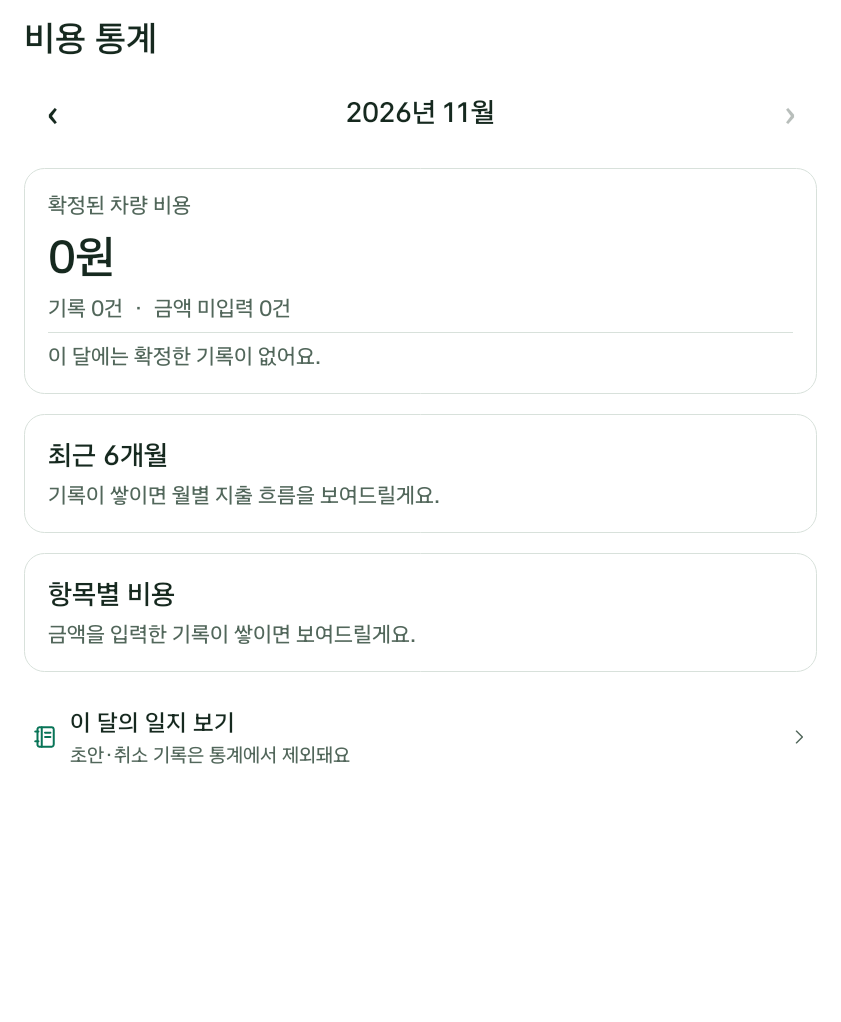 비용 통계
2026년 11월
확정된 차량 비용
0원
기록 0건 · 금액 미입력 0건
이 달에는 확정한 기록이 없어요.
최근 6개월
기록이 쌓이면 월별 지출 흐름을 보여드릴게요.
항목별 비용
금액을 입력한 기록이 쌓이면 보여드릴게요.
이 달의 일지 보기
초안·취소 기록은 통계에서 제외돼요